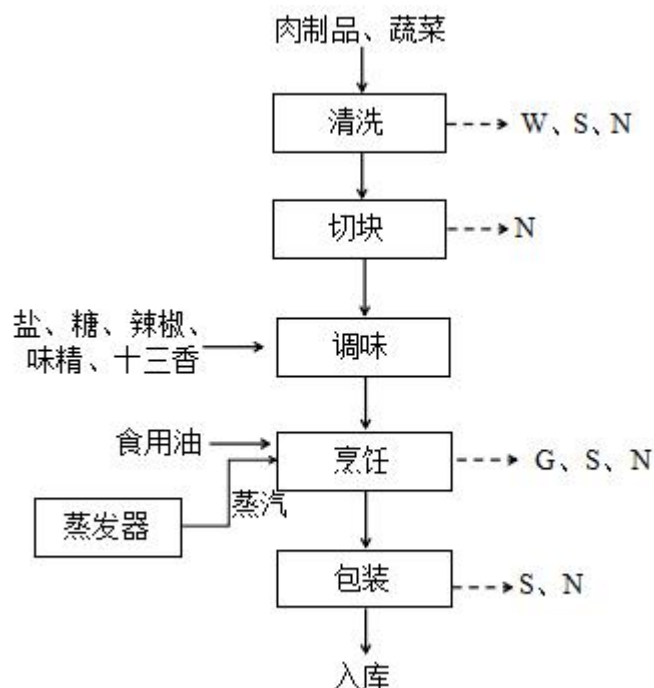 肉制品、蔬菜
清洗
W、S、N
切块
N
盐、糖、辣椒、
味精、十三香
调味
食用油
烹饪
G、S、N
蒸汽
蒸发器
包装
S、N
入库